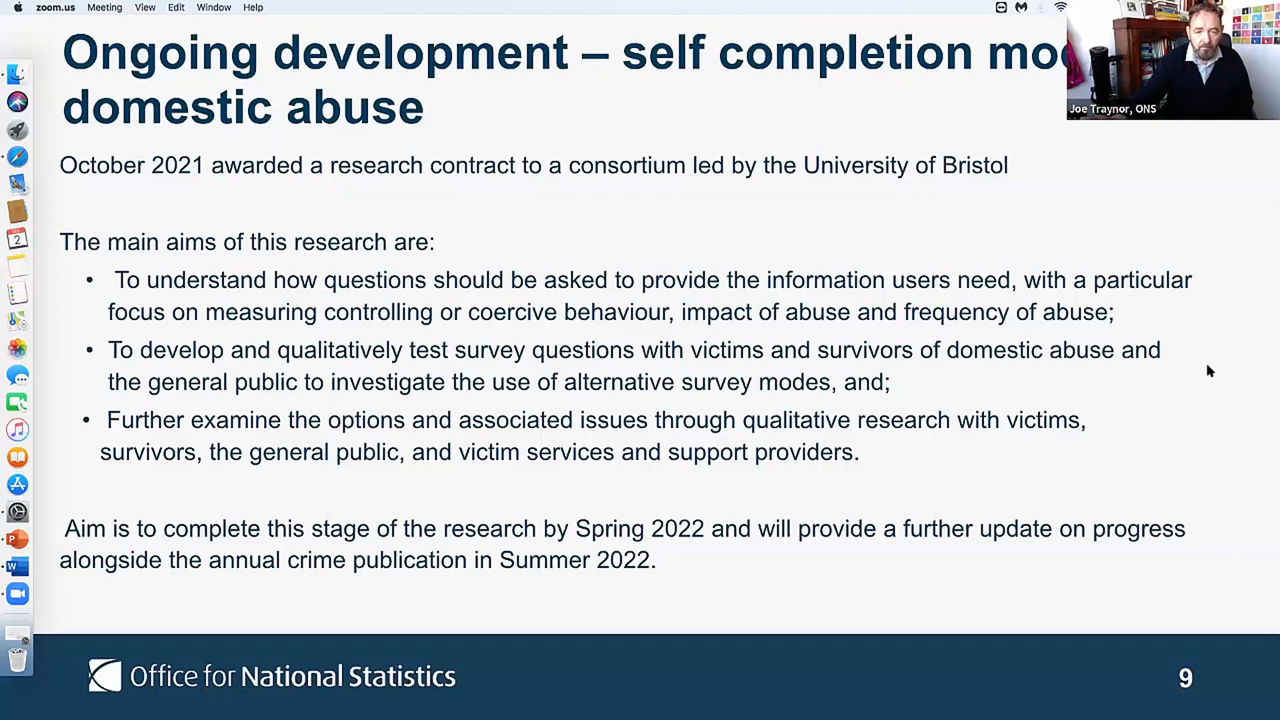 zoom.us Meeting View Edit Window Help
Ongoing development – self completion mo
domestic abuse
Joe Traynor, ONS
October 2021 awarded a research contract to a consortium led by the University of Bristol
The main aims of this research are:
• To understand how questions should be asked to provide the information users need, with a particular
focus on measuring controlling or coercive behaviour, impact of abuse and frequency of abuse;
• To develop and qualitatively test survey questions with victims and survivors of domestic abuse and
the general public to investigate the use of alternative survey modes, and;
• Further examine the options and associated issues through qualitative research with victims,
survivors, the general public, and victim services and support providers.
Aim is to complete this stage of the research by Spring 2022 and will provide a further update on progress
alongside the annual crime publication in Summer 2022.
Office for National Statistics
9